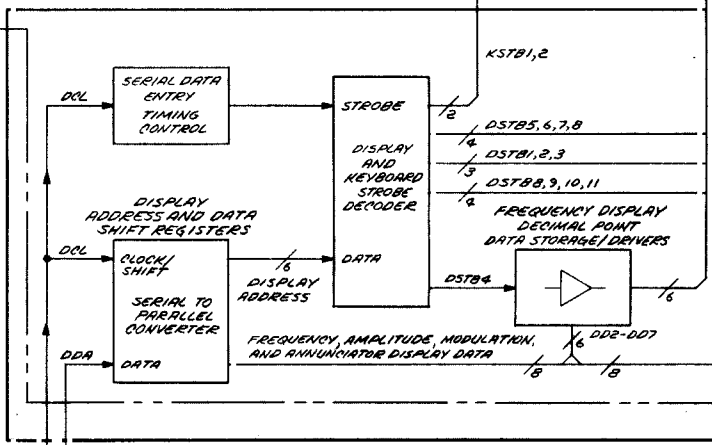 KSTB1,2
SERIAL DATA
ENTRY
TIMING
CONTROL
DCL
STROBE
2
DSTB5,6,7,8
4
DISPLAY
AND
KEYBOARD
STROBE
DECODER
DSTB1,2,3
3
DSTB8,9,10,11
4
DISPLAY
ADDRESS AND DATA
SHIFT REGISTERS
FREQUENCY DISPLAY
DECIMAL POINT
DATA STORAGE/DRIVERS
DCL
CLOCK/
SHIFT
6
DISPLAY
ADDRESS
DATA
DSTB4
6
SERIAL TO
PARALLEL
CONVERTER
6
DD2-DD7
FREQUENCY, AMPLITUDE, MODULATION,
AND ANNUNCIATOR DISPLAY DATA
DDA
DATA
8
8